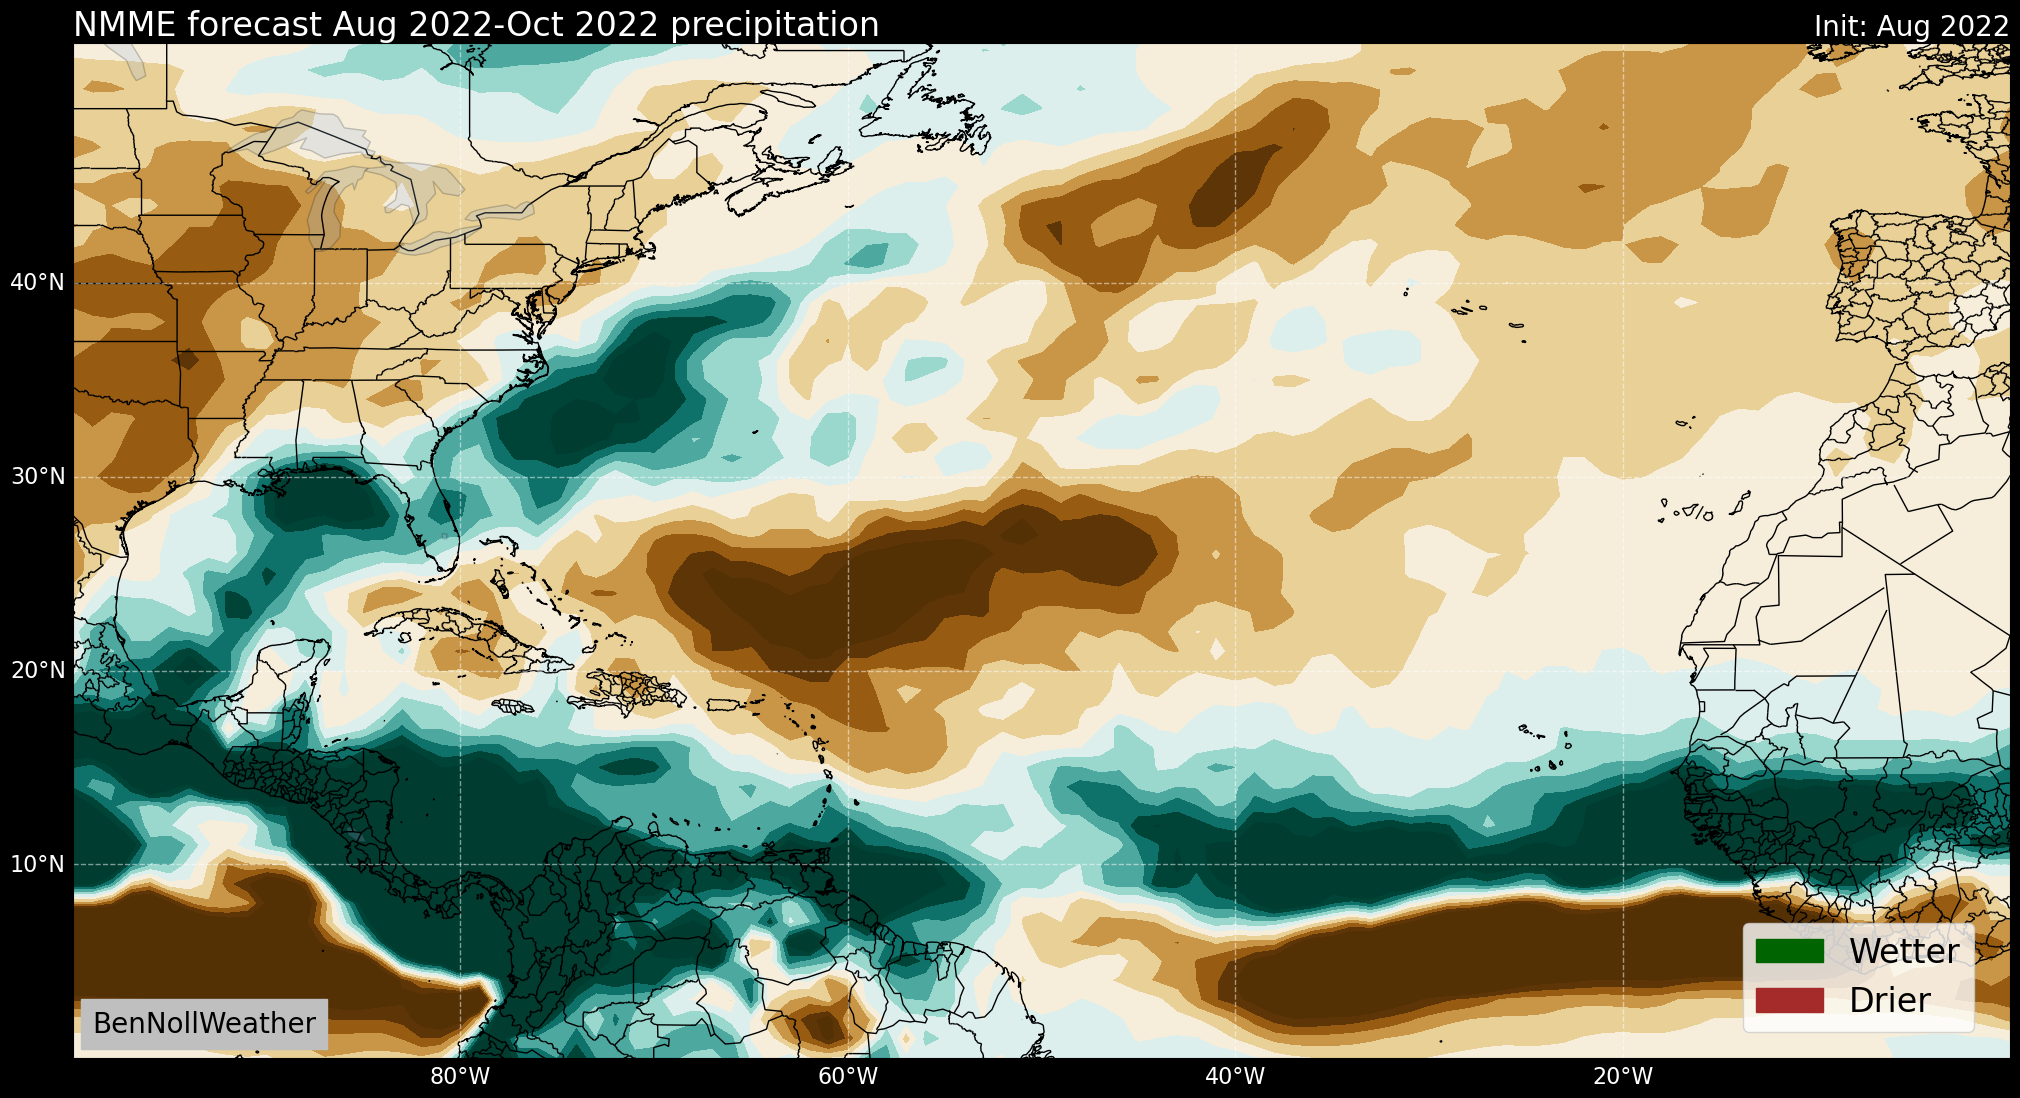 NMME forecast Aug 2022-Oct 2022 precipitation
Init: Aug 2022
40°N
30°N
20°N
10°N
Wetter
Drier
BenNollWeather
80°W
60°W
40°W
20°W